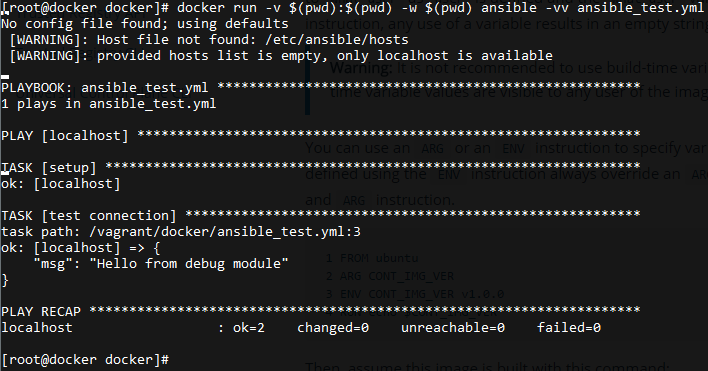 [root@docker docker]# docker run -v $(pwd):$(pwd) -w $(pwd) ansible -vv ansible_test.yml
No config file found; using defaults
[WARNING]: Host file not found: /etc/ansible/hosts
[WARNING]: provided hosts list is empty, only localhost is available
PLAYBOOK: ansible_test.yml *****************************************************
1 plays in ansible_test.yml
PLAY [localhost] ***************************************************************
TASK [setup] *******************************************************************
ok: [localhost]
TASK [test connection] *********************************************************
task path: /vagrant/docker/ansible_test.yml:3
ok: [localhost] => {
"msg": "Hello from debug module"
}
PLAY RECAP *********************************************************************
localhost : ok=2 changed=0 unreachable=0 failed=0
[root@docker docker]#
instruction, any use of a variable results in an empty string
Warning: It is not recommended to use build-time vari
time variable values are visible to any user of the imag
You can use an ARG or an ENV instruction to specify var
defined using the ENV instruction always override an AR
and ARG instruction.
1 FROM ubuntu
2 ARG CONT_IMG_VER
3 ENV CONT_IMG_VER v1.0.0
Then, assume this image is built with this command: